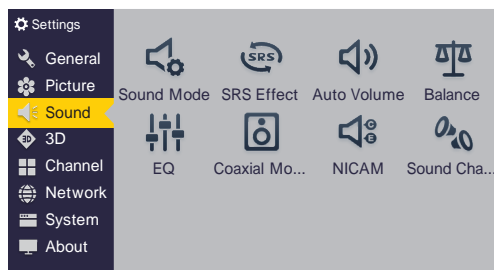 Settings
General
Picture
Sound
3D
Channel
Network
System
About
Sound Mode
SRS
SRS Effect
Auto Volume
Balance
EQ
Coaxial Mo...
NICAM
Sound Cha...